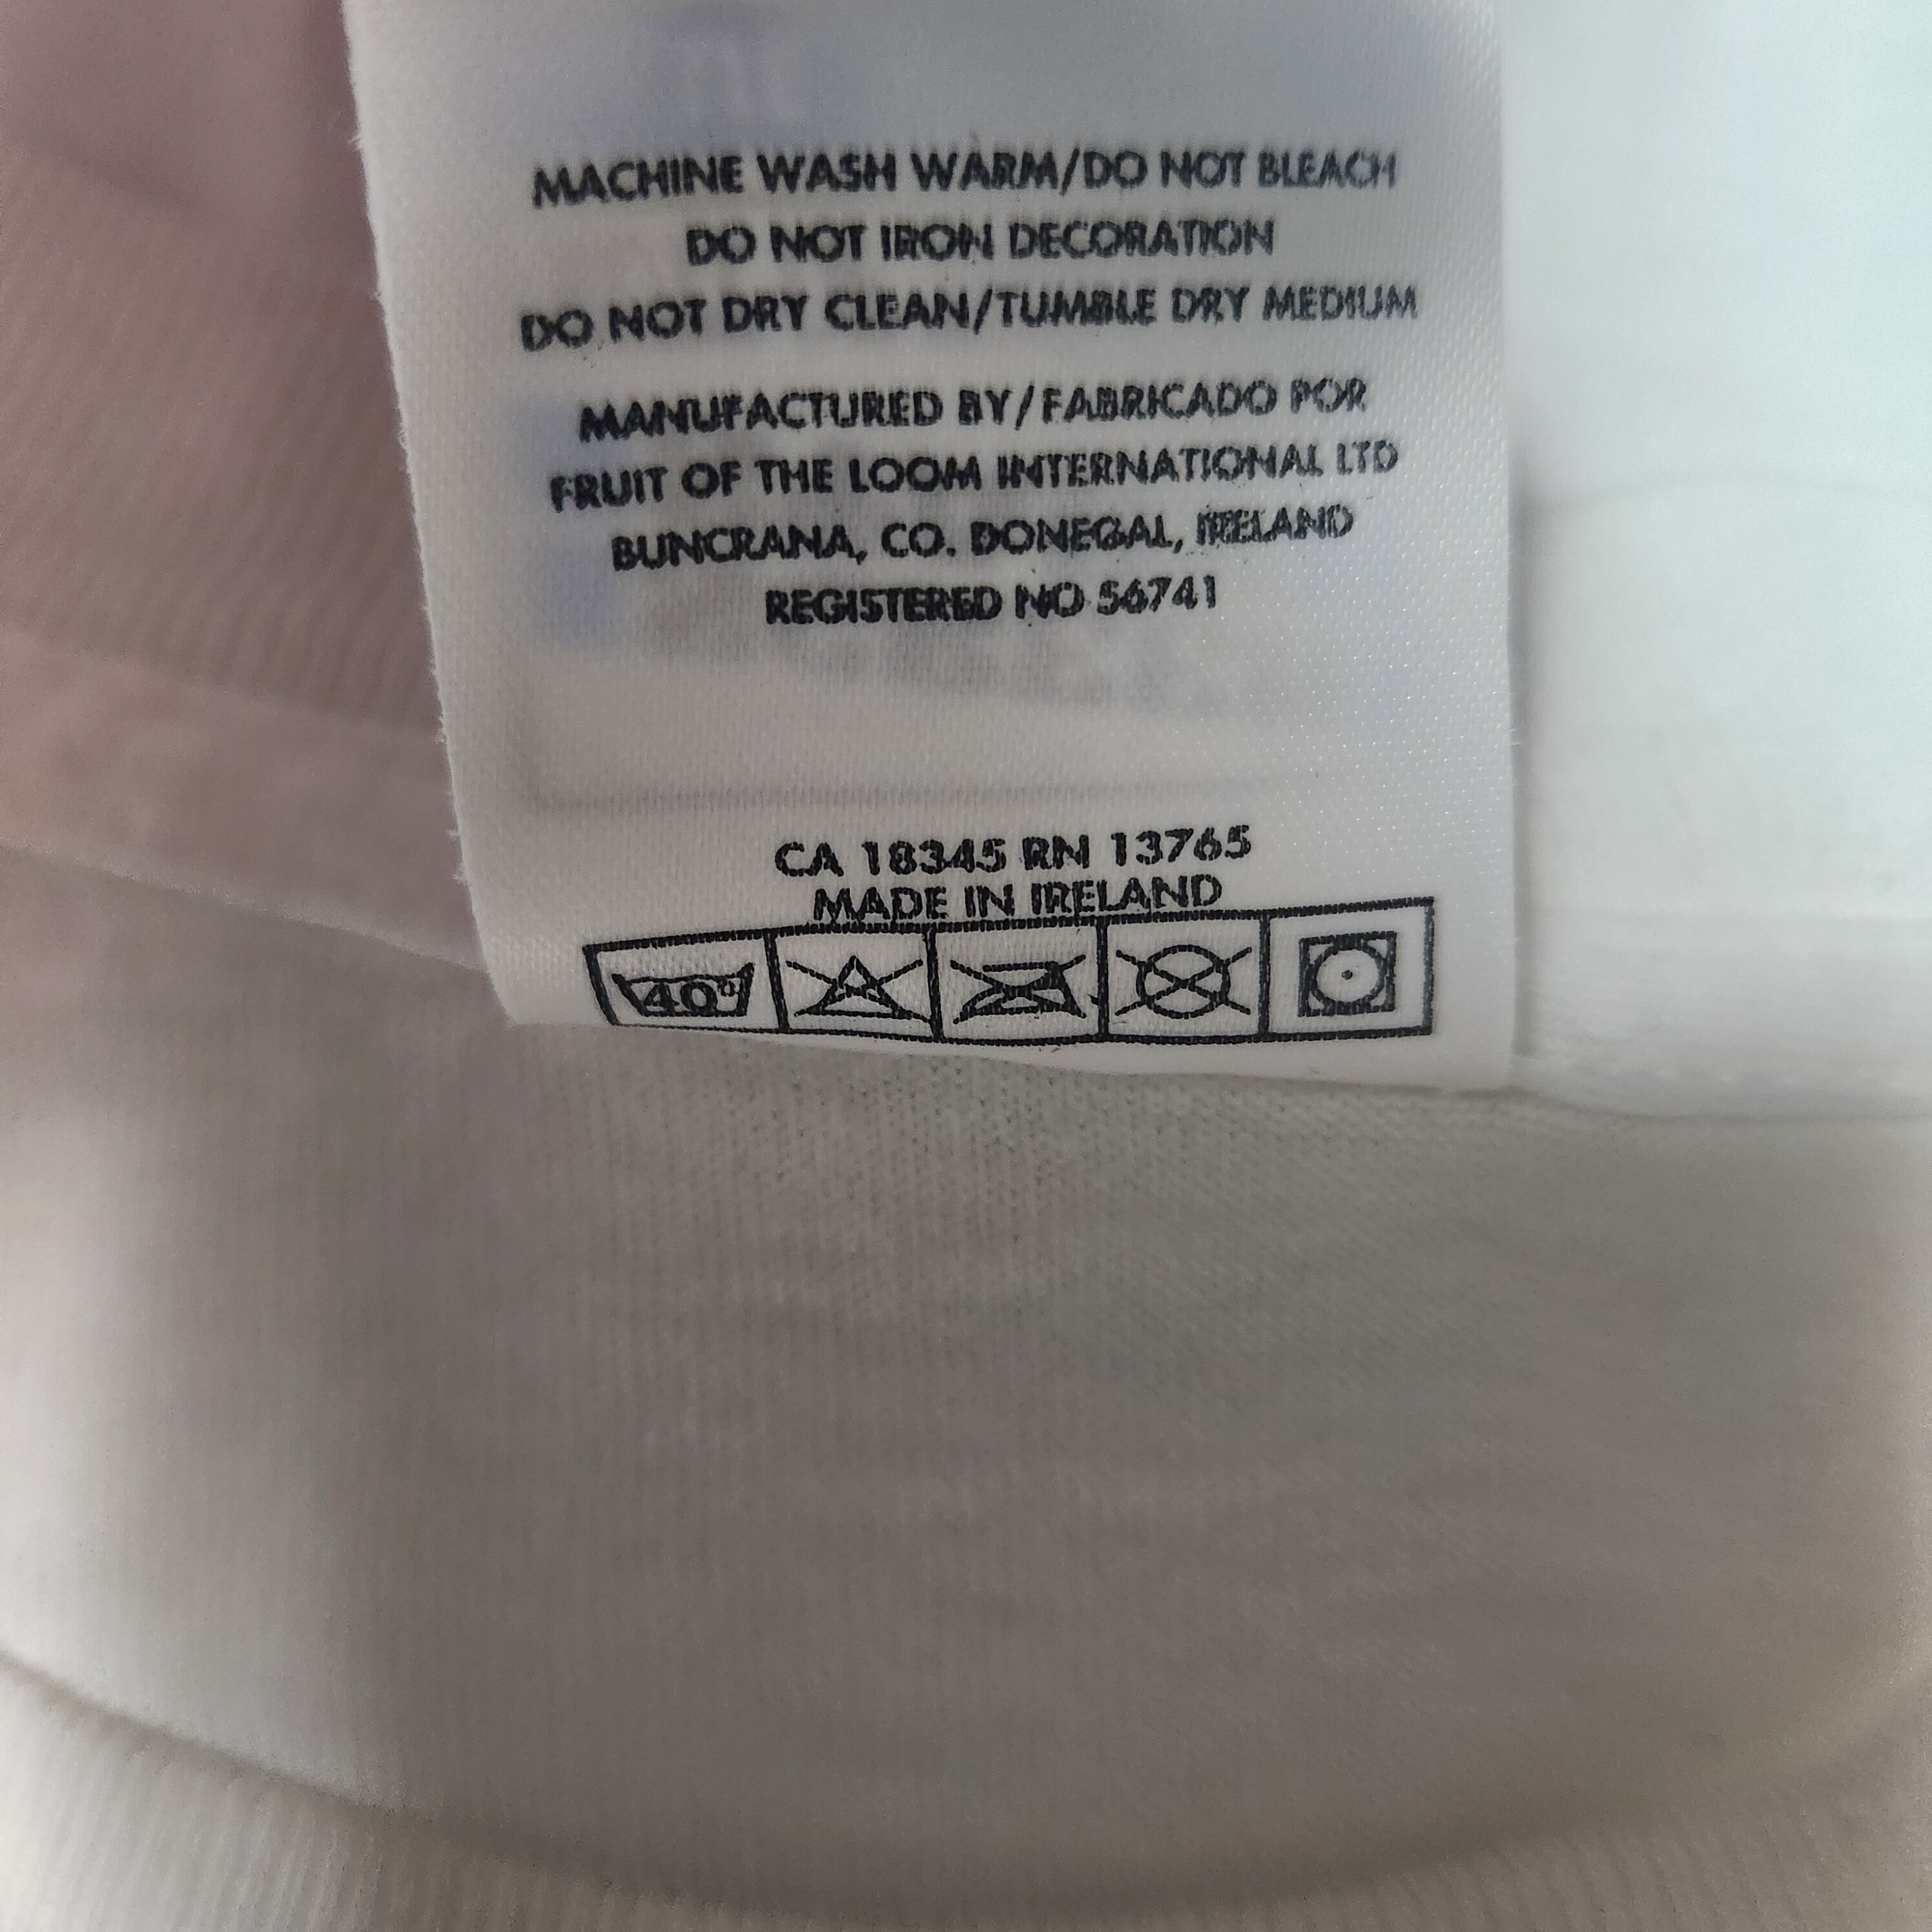 MACHINE WASH WARM/DO NOT BLEACH
DO NOT IRON DECORATION
DO NOT DRY CLEAN/TUMBLE DRY MEDIUM
MANUFACTURED BY/FABRICADO POR
FRUIT OF THE LOOM INTERNATIONAL LTD
BUNCRANA, CO. DONEGAL, IRELAND
REGISTERED NO 56741
CA 18345 RN 13765
MADE IN IRELAND
40°